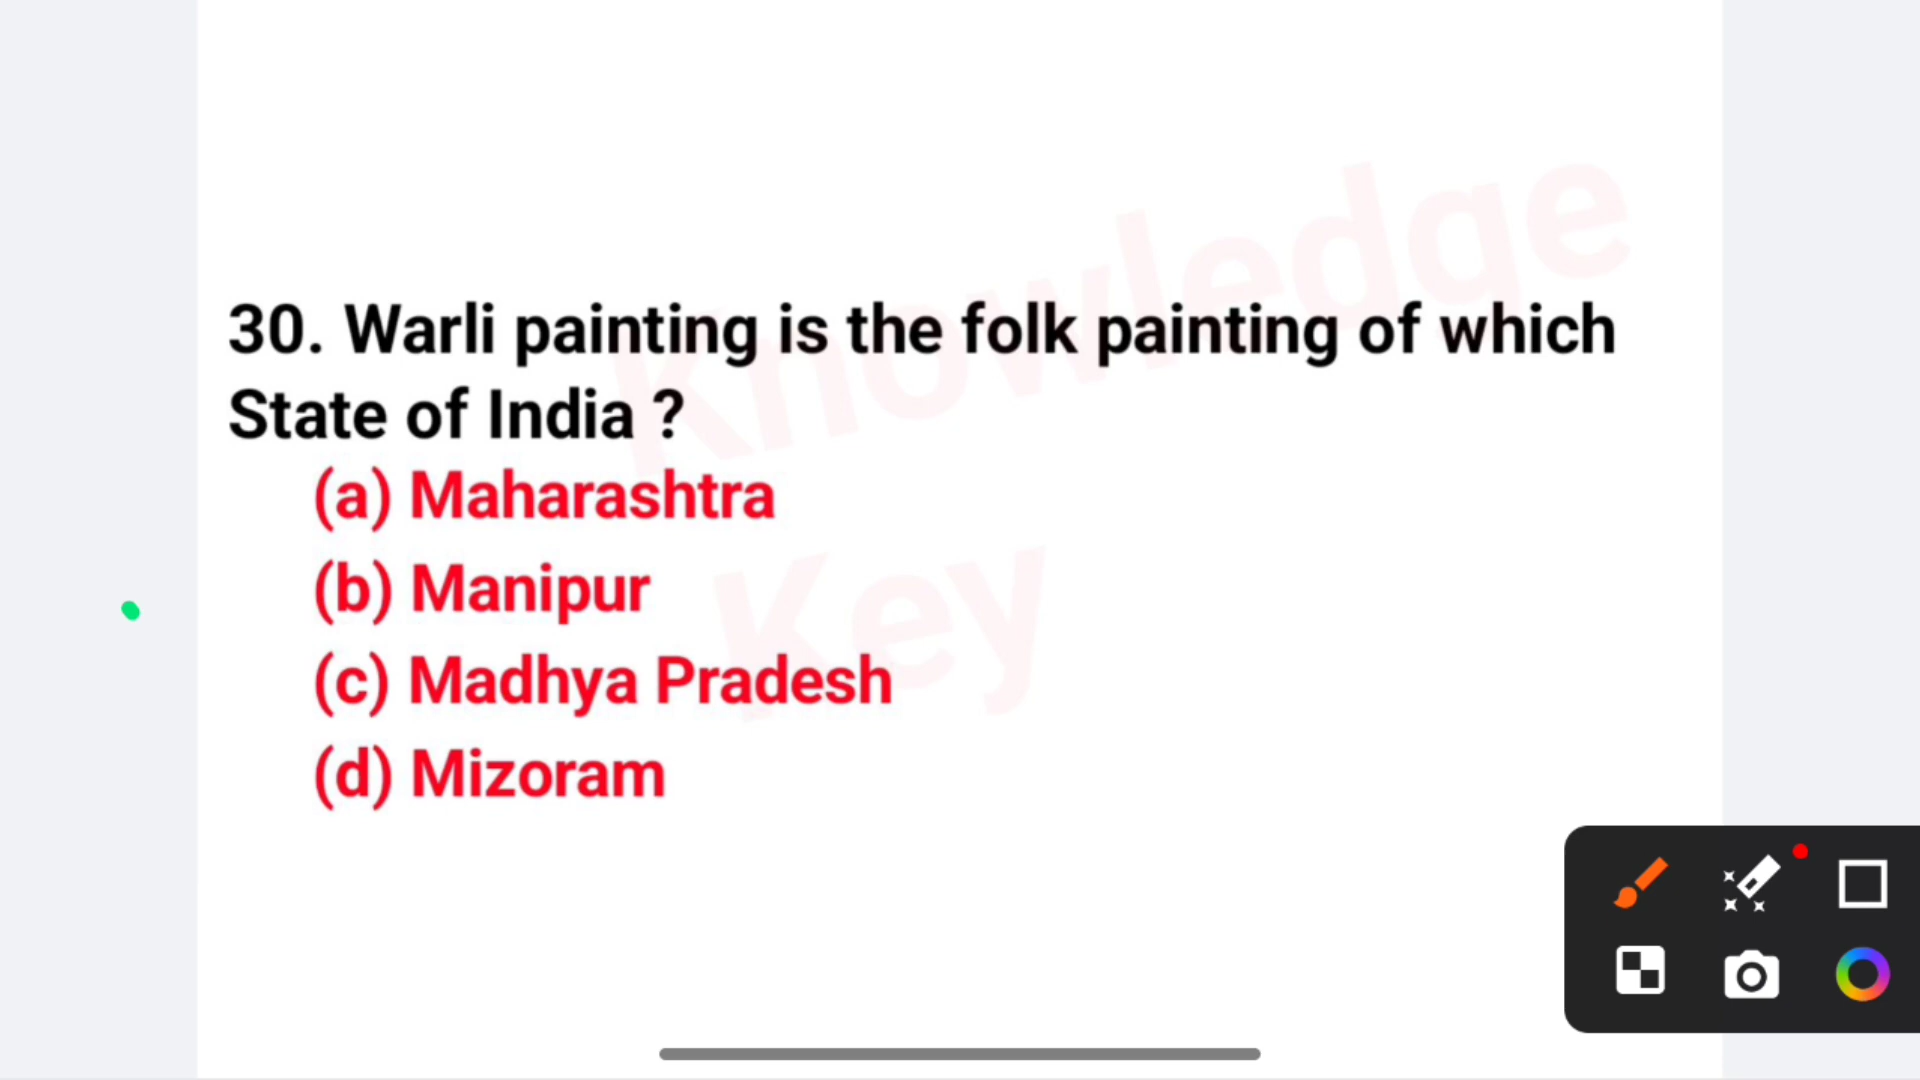 Knowledge
30. Warli painting is the folk painting of which
State of India ?
(a) Maharashtra
(b) Manipur
Key
(c) Madhya Pradesh
(d) Mizoram